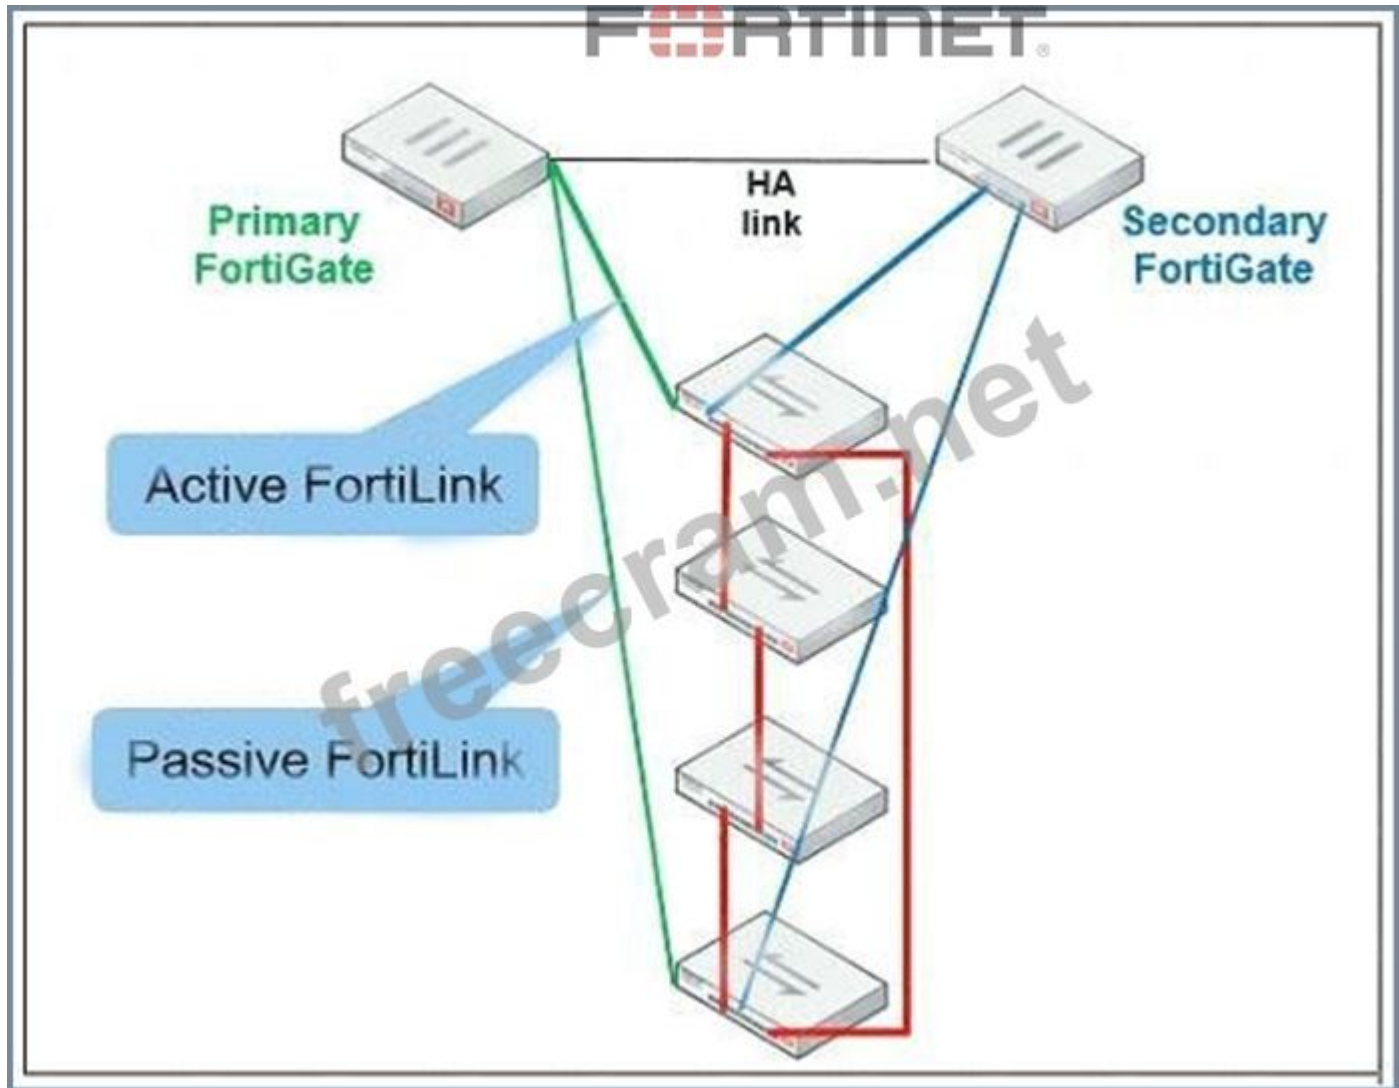 FORTINET
HA
link
Primary
FortiGate
Secondary
FortiGate
Active FortiLink
Passive FortiLink
freecram.net